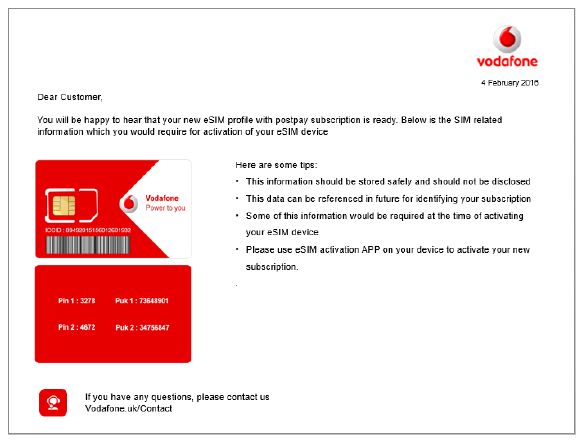 vodafone
4 February 2016
Dear Customer,
You will be happy to hear that your new eSIM profile with postpay subscription is ready. Below is the SIM related
information which you would require for activation of your eSIM device
Vodafone
Power to you
ICCID :
Pin 1 : 3278 Puk 1 : 73648901
Pin 2 : 4672 Puk 2 : 34756847
Here are some tips:
• This information should be stored safely and should not be disclosed
• This data can be referenced in future for identifying your subscription
• Some of this information would be required at the time of activating
your eSIM device
• Please use eSIM activation APP on your device to activate your new
subscription.
.
If you have any questions, please contact us
Vodafone.uk/Contact